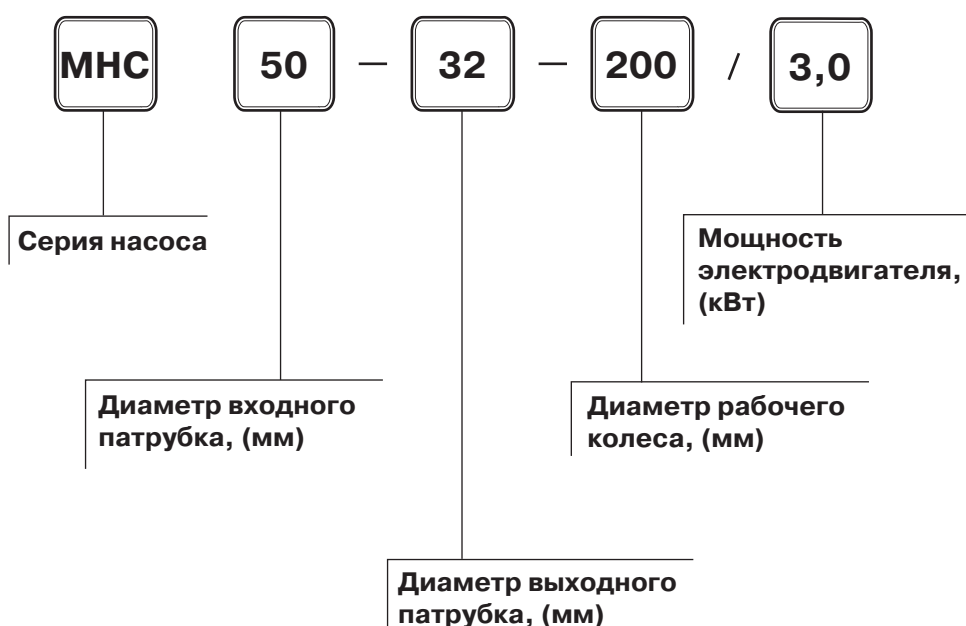 МНС 50 — 32 — 200 / 3,0
Серия насоса
Мощность
электродвигателя,
(кВт)
Диаметр входного
патрубка, (мм)
Диаметр рабочего
колеса, (мм)
Диаметр выходного
патрубка, (мм)